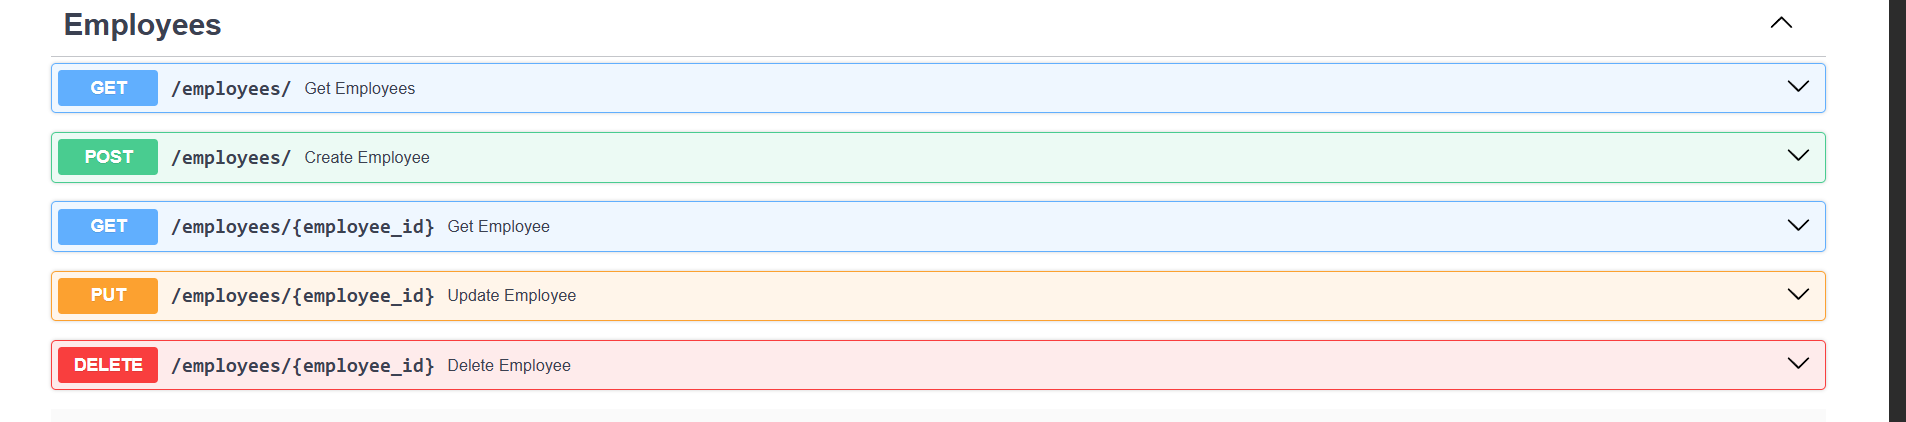 Employees
GET /employees/ Get Employees
POST /employees/ Create Employee
GET /employees/{employee_id} Get Employee
PUT /employees/{employee_id} Update Employee
DELETE /employees/{employee_id} Delete Employee